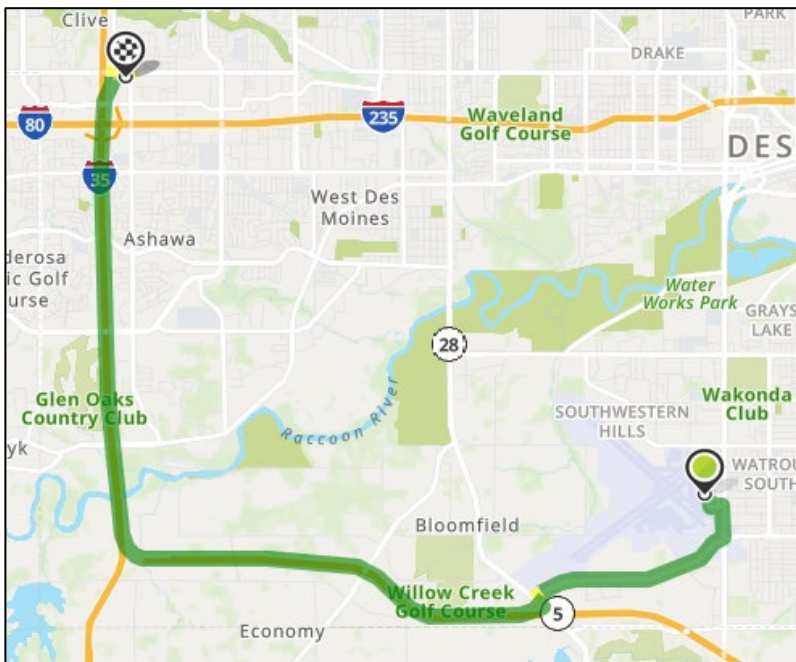 Clive
PARK
DRAKE
80
235
Waveland
Golf Course
DES
35
West Des
Moines
Ashawa
derosa
ic Golf
urse
Water
Works Park
GRAYS
LAKE
28
Glen Oaks
Country Club
Raccoon River
Wakonda
Club
SOUTHWESTERN
HILLS
yk
WATROU
SOUTH
Bloomfield
Willow Creek
Golf Course
5
Economy